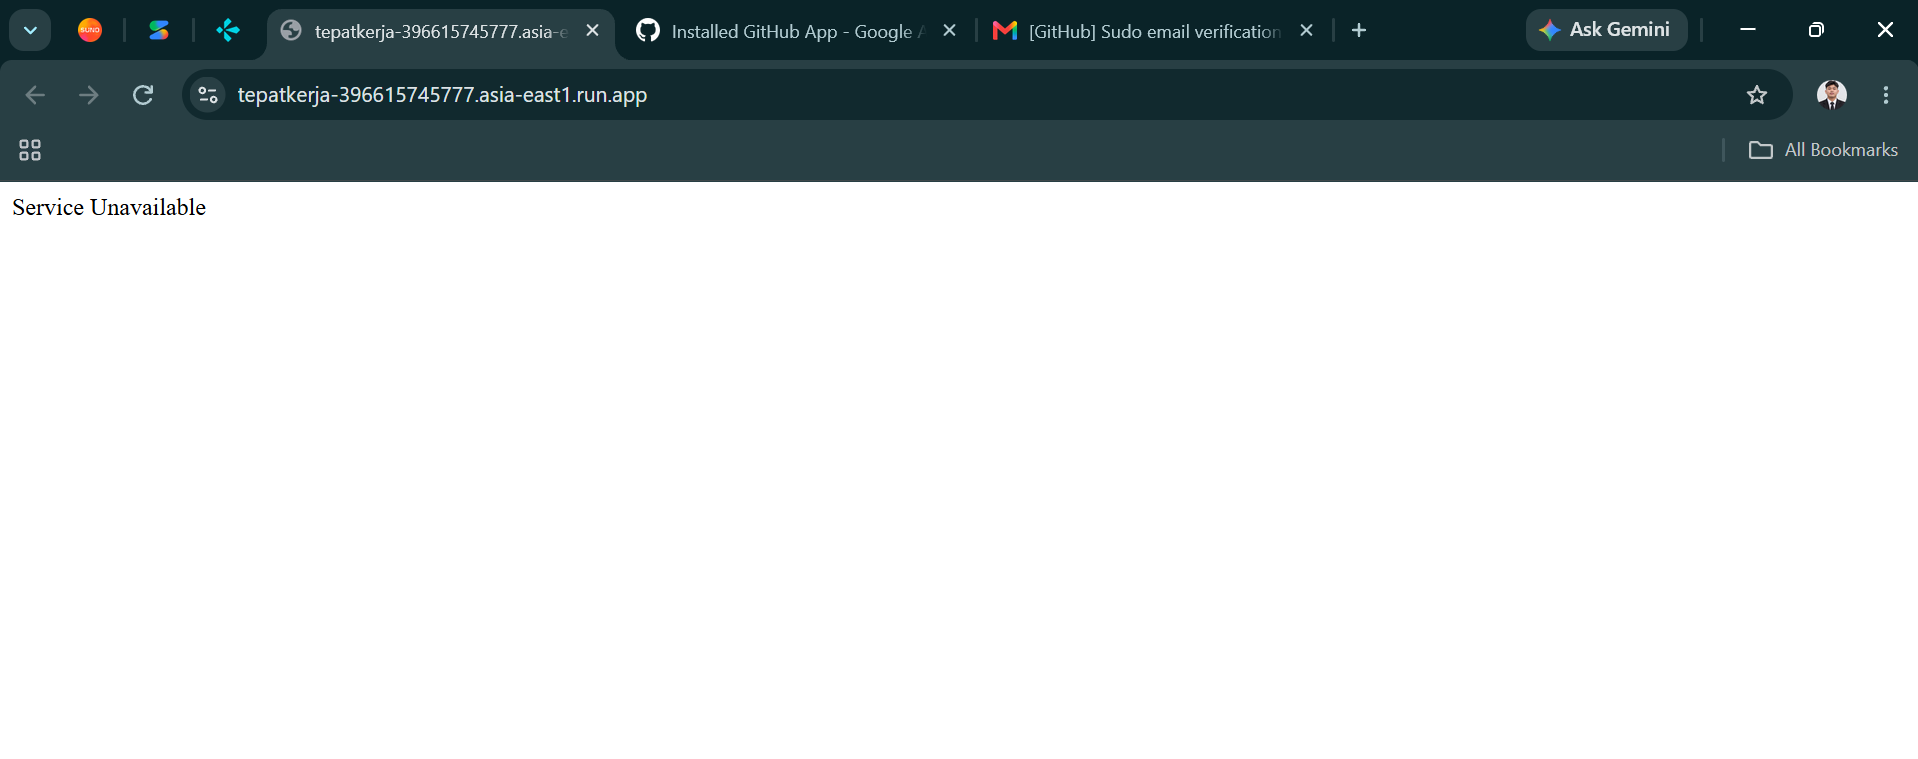 SUNO
tepatkerja-396615745777.asia-e
Installed GitHub App - Google A
[GitHub] Sudo email verification
Ask Gemini
tepatkerja-396615745777.asia-east1.run.app
All Bookmarks
Service Unavailable